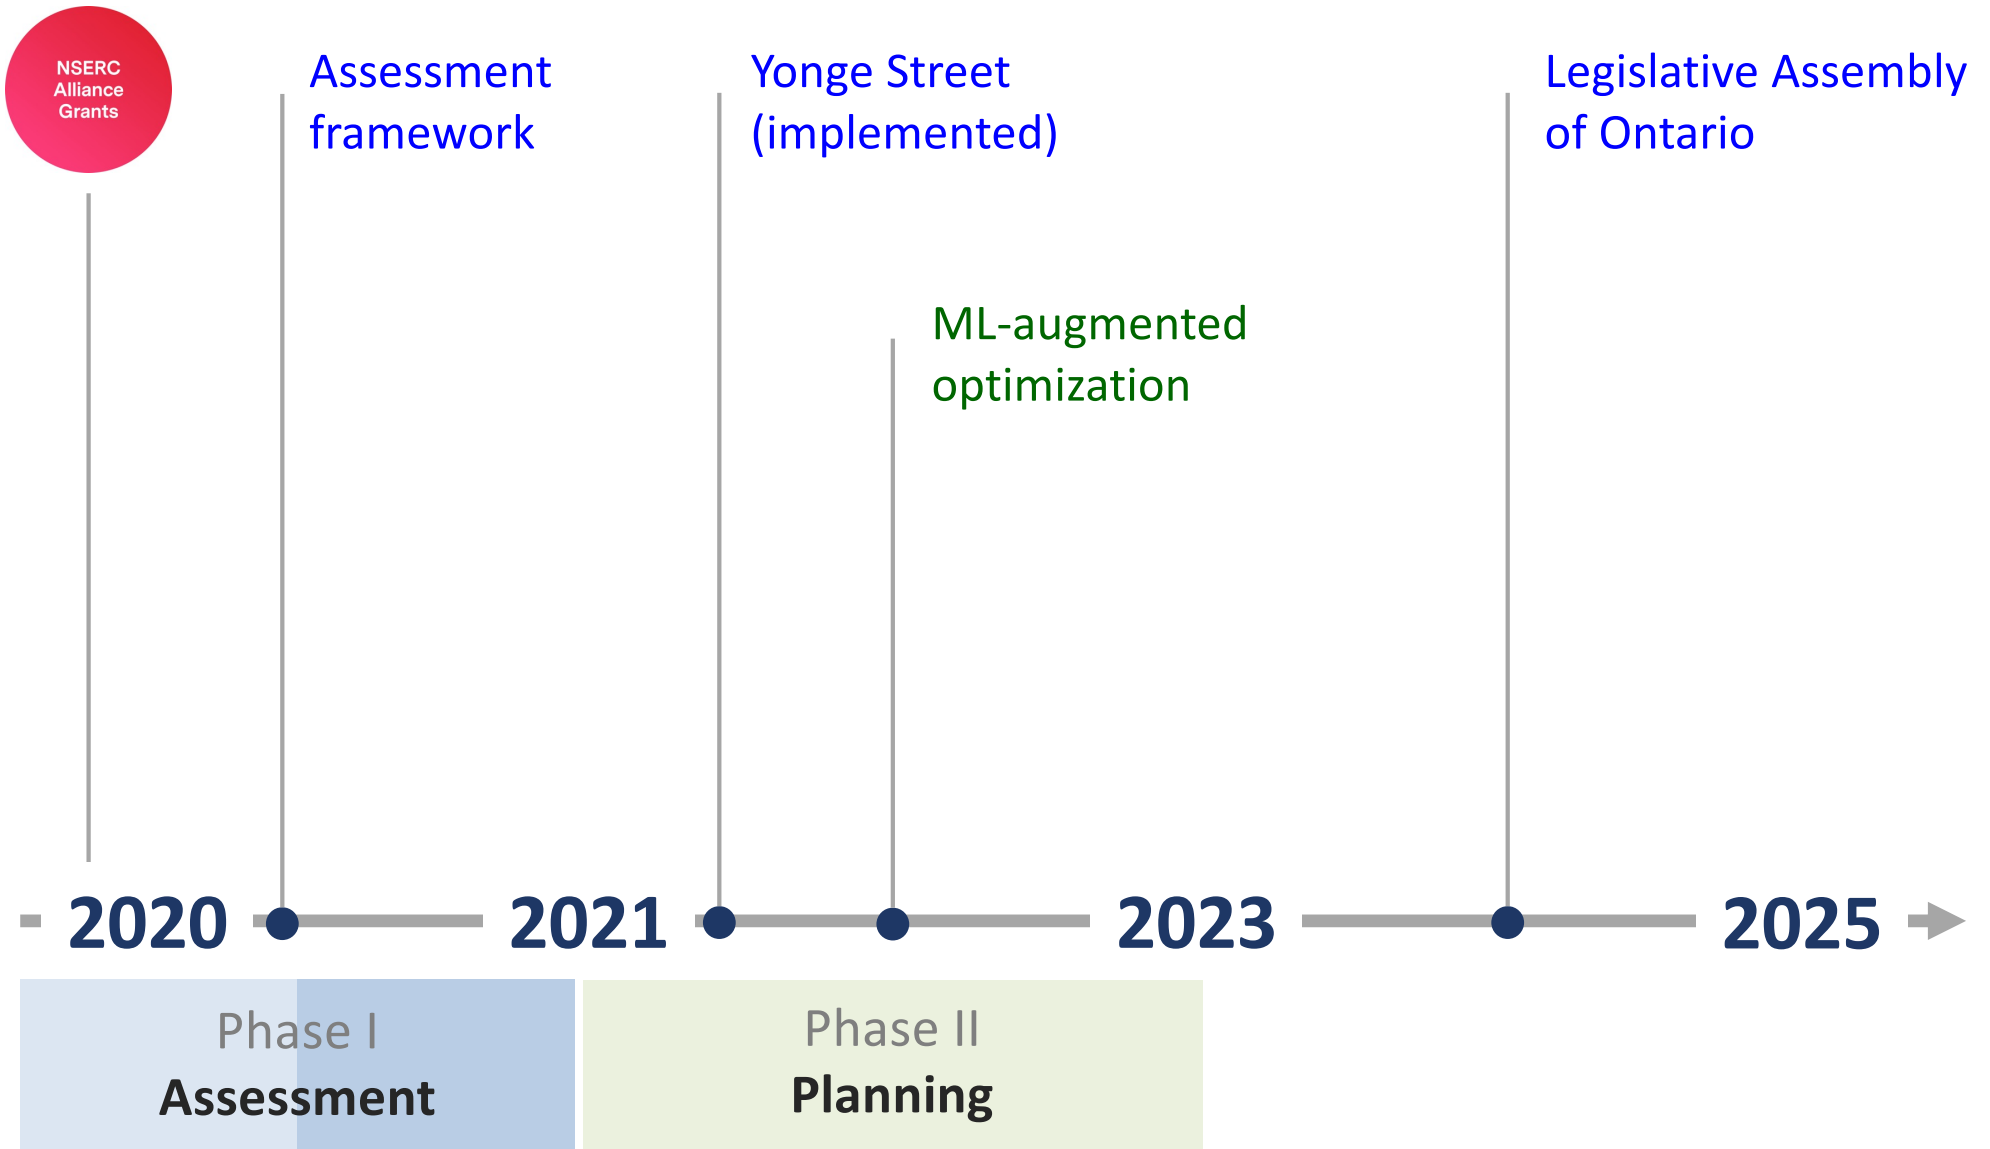 NSERC
Alliance
Grants
Assessment
framework
Yonge Street
(implemented)
Legislative Assembly
of Ontario
ML-augmented
optimization
2020
2021
2023
2025
Phase I
Assessment
Phase II
Planning